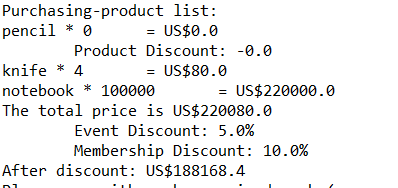 Purchasing-product list:
pencil * 0 = US$0.0
Product Discount: -0.0
knife * 4 = US$80.0
notebook * 100000 = US$220000.0
The total price is US$220080.0
Event Discount: 5.0%
Membership Discount: 10.0%
After discount: US$188168.4